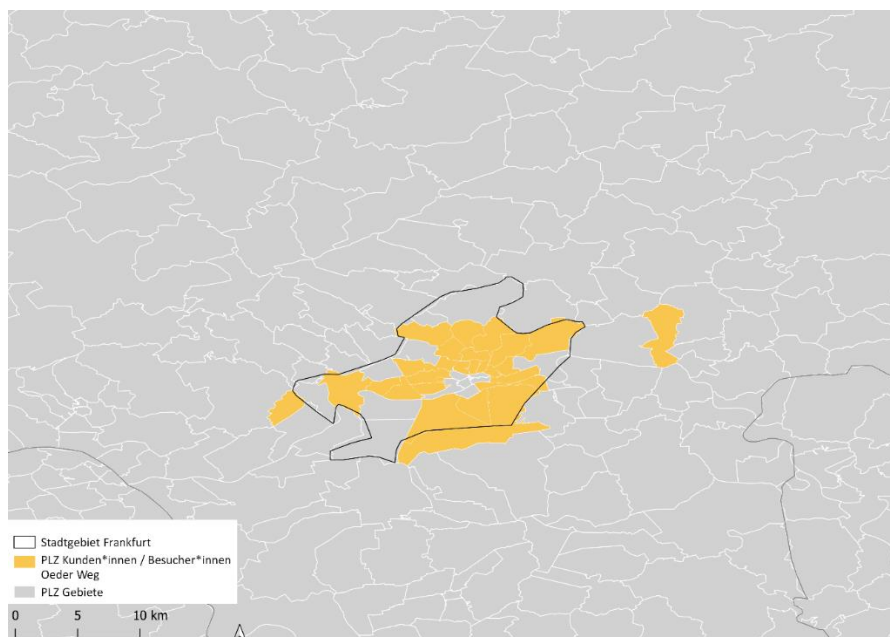 Stadtgebiet Frankfurt
PLZ Kunden*innen / Besucher*innen
Oeder Weg
PLZ Gebiete
0 5 10 km